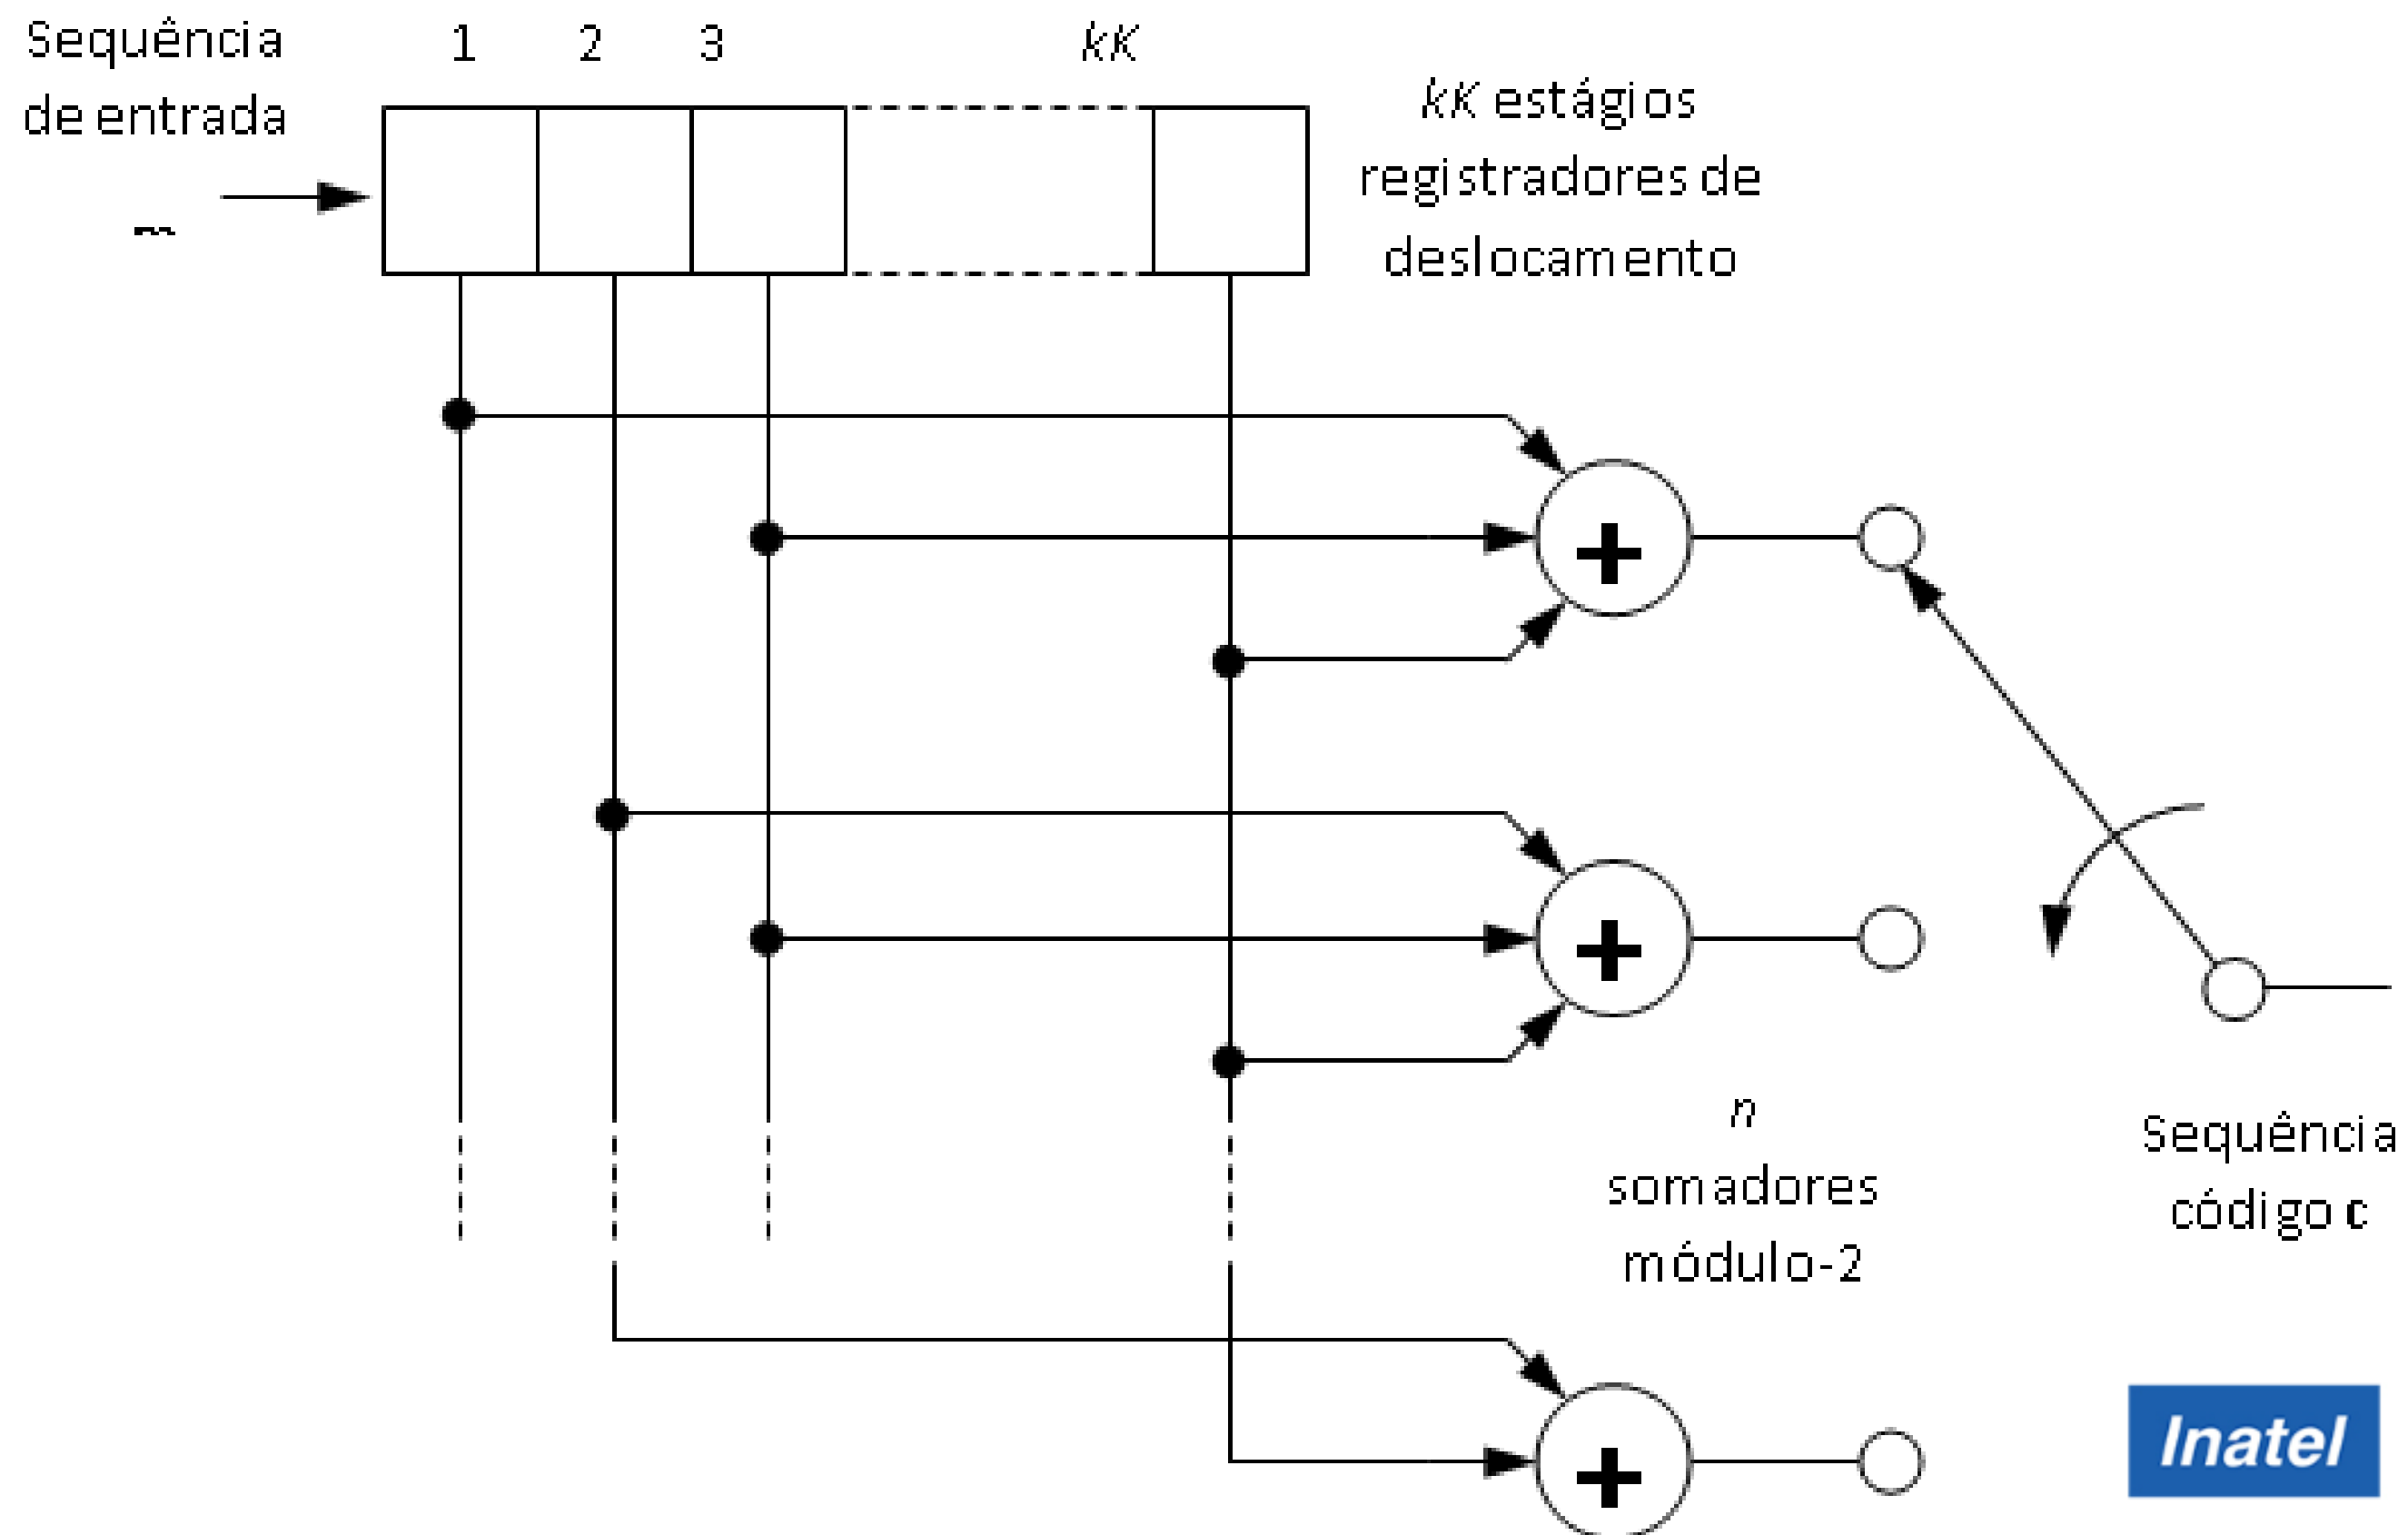 Sequência
de entrada
m
1 2 3 kK
kK estágios
registradores de
deslocamento
+
+
n
somadores
módulo-2
Sequência
código c
+
Inatel